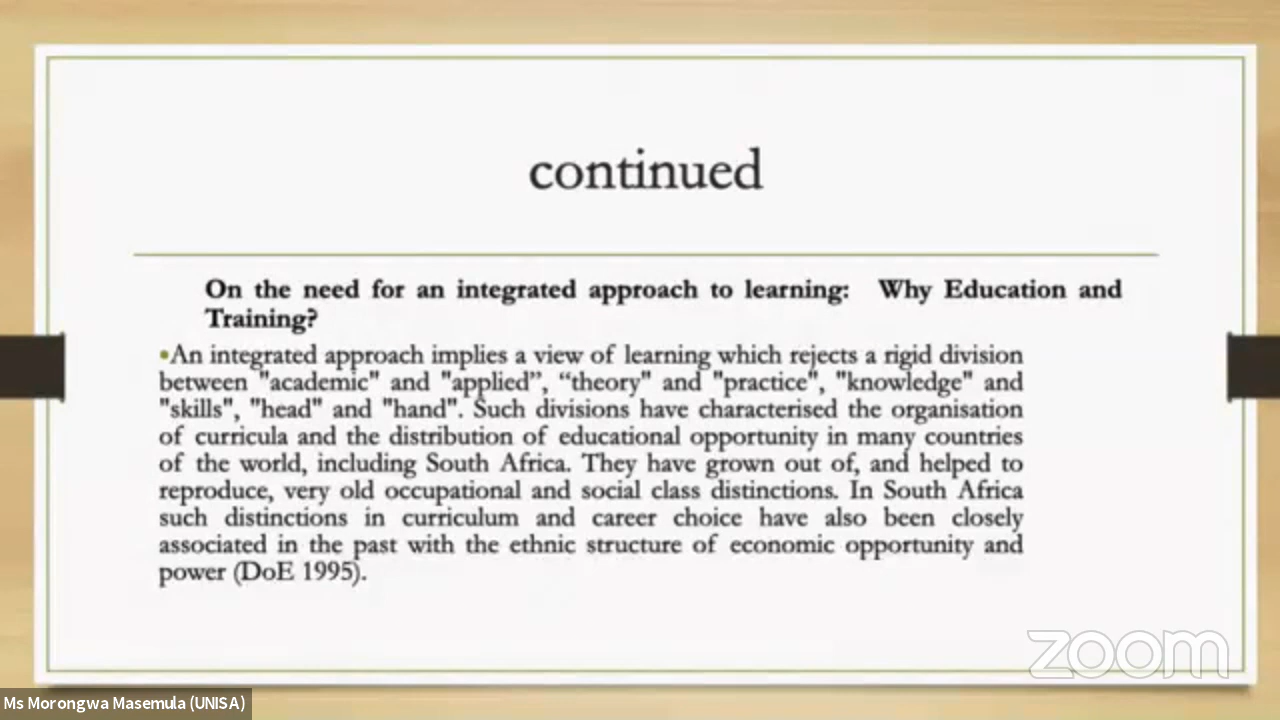 continued
On the need for an integrated approach to learning: Why Education and
Training?
•An integrated approach implies a view of learning which rejects a rigid division
between "academic" and "applied”, “theory" and "practice", "knowledge" and
"skills", "head" and "hand". Such divisions have characterised the organisation
of curricula and the distribution of educational opportunity in many countries
of the world, including South Africa. They have grown out of, and helped to
reproduce, very old occupational and social class distinctions. In South Africa
such distinctions in curriculum and career choice have also been closely
associated in the past with the ethnic structure of economic opportunity and
power (DoE 1995).
zoom
Ms Morongwa Masemula (UNISA)